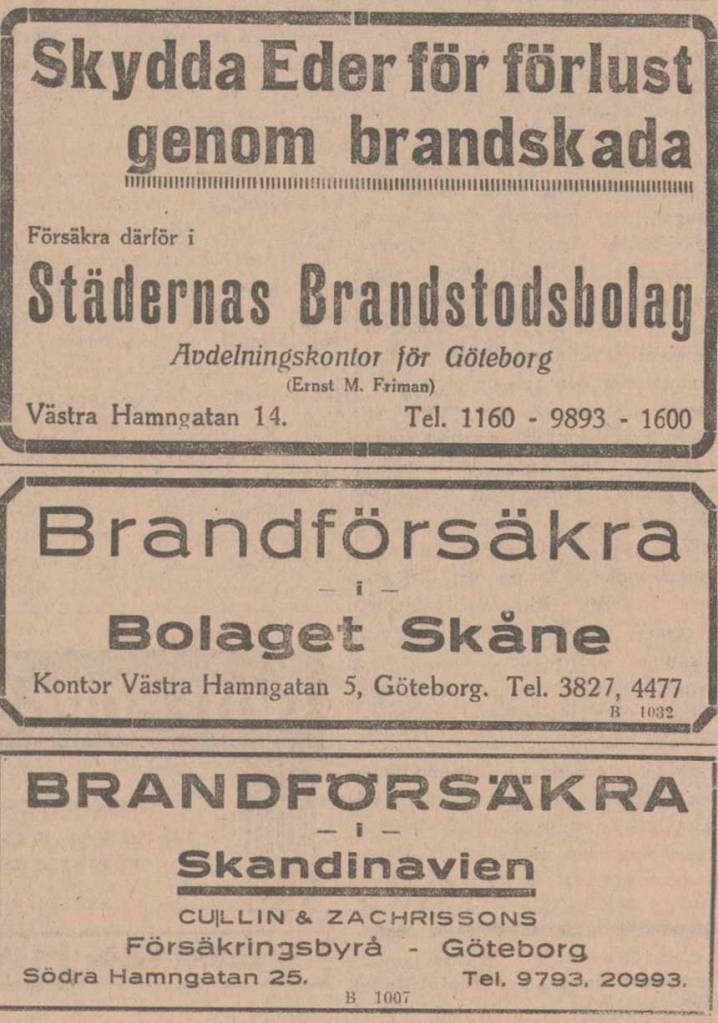 Skydda Eder för förlust
genom brandskada
Försäkra därför i
Städernas Brandstodsbolag
Avdelningskontor för Göteborg
(Ernst M. Friman)
Västra Hamngatan 14. Tel. 1160 - 9893 - 1600
Brandförsäkra
— i —
Bolaget Skåne
Kontor Västra Hamngatan 5, Göteborg. Tel. 3827, 4477
B 1032
BRANDFÖRSÄKRA
— i —
Skandinavien
CULLIN & ZACHRISSONS
Försäkringsbyrå - Göteborg
Södra Hamngatan 25. Tel. 9793, 20993.
B 1007